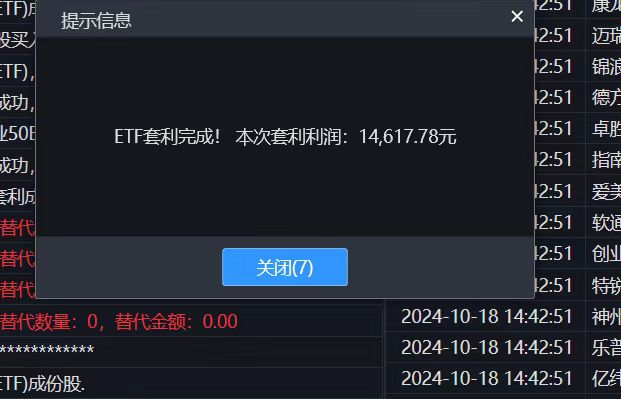 提示信息
ETF套利完成！ 本次套利利润：14,617.78元
关闭(7)
ETF)成
股买入
ETF)，
成功，
业50E
成功，
套利成
替代
替代
替代
替代数量：0，替代金额：0.00
************
ETF)成份股.
42:51 康龙
42:51 迈瑞
42:51 锦浪
42:51 德方
42:51 卓胜
42:51 指南
42:51 爱美
42:51 软通
42:51 创业
42:51 特锐
2024-10-18 14:42:51 神州
2024-10-18 14:42:51 乐普
2024-10-18 14:42:51 亿纬